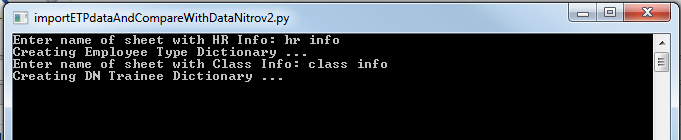 importETPdataAndCompareWithDataNitrov2.py
Enter name of sheet with HR Info: hr info
Creating Employee Type Dictionary ...
Enter name of sheet with Class Info: class info
Creating DN Trainee Dictionary ...